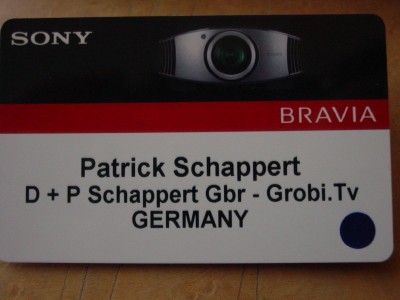 SONY
BRAVIA
Patrick Schappert
D + P Schappert Gbr - Grobi.Tv
GERMANY